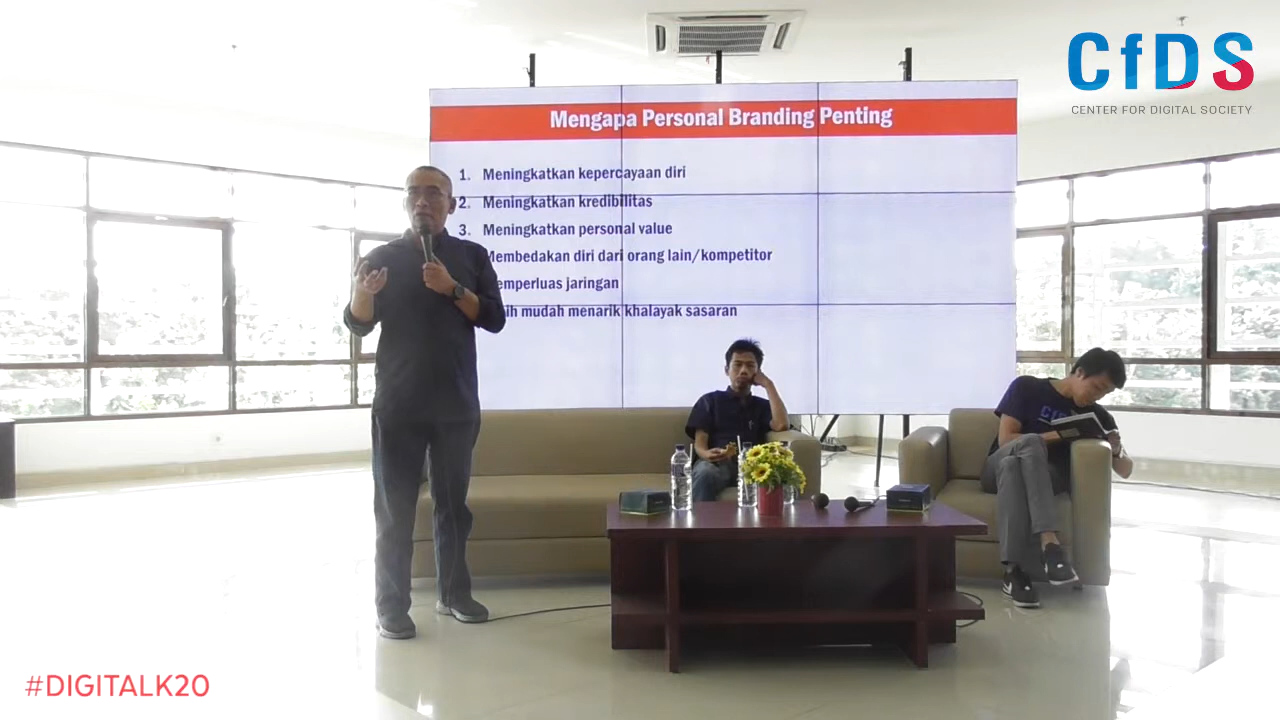 CfDS
CENTER FOR DIGITAL SOCIETY
Mengapa Personal Branding Penting
1. Meningkatkan kepercayaan diri
2. Meningkatkan kredibilitas
3. Meningkatkan personal value
Membedakan diri dari orang lain/kompetitor
jaringan
mudah menarik khalayak sasaran
#DIGITALK20